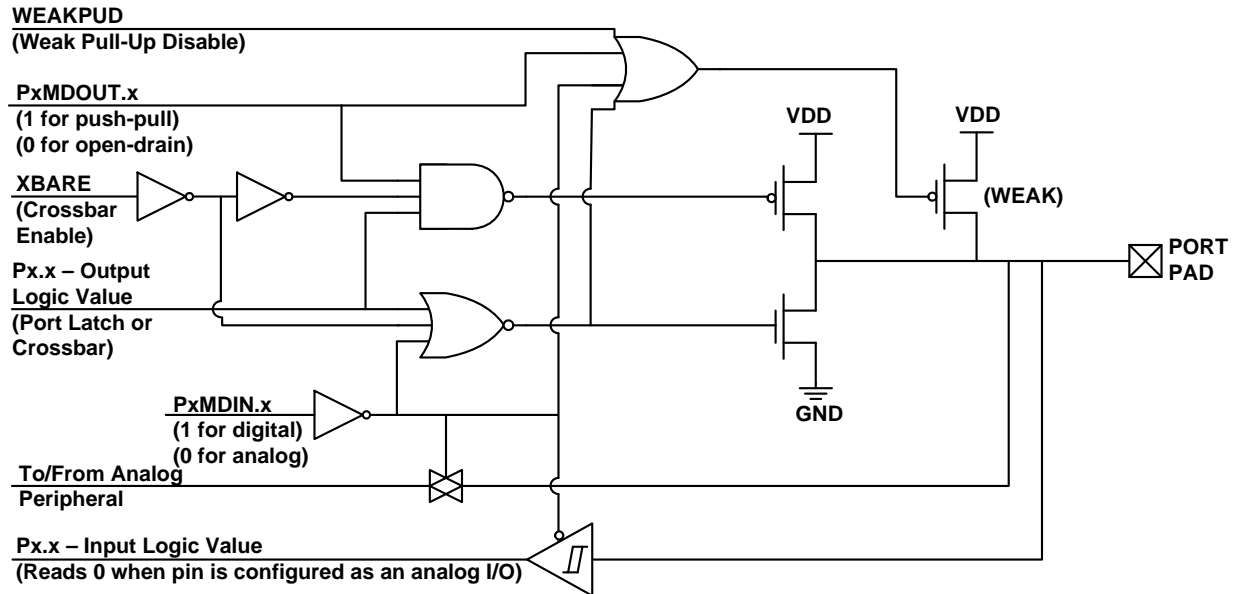 WEAKPUD
(Weak Pull-Up Disable)
PxMDOUT.x
(1 for push-pull)
(0 for open-drain)
XBARE
(Crossbar
Enable)
Px.x – Output
Logic Value
(Port Latch or
Crossbar)
PxMDIN.x
(1 for digital)
(0 for analog)
To/From Analog
Peripheral
Px.x – Input Logic Value
(Reads 0 when pin is configured as an analog I/O)
VDD
VDD
(WEAK)
PORT
PAD
GND